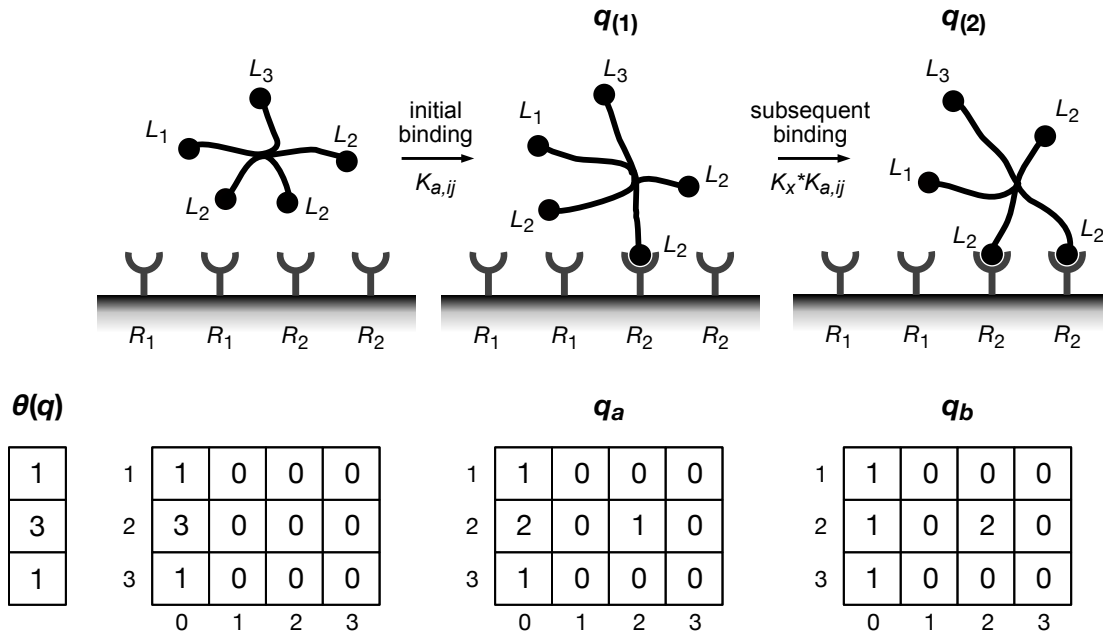 q(1)
q(2)
L3
L1
L2
L2
L2
initial
binding
Ka,ij
L3
L1
L2
L2
L2
subsequent
binding
Kx*Ka,ij
L3
L2
L1
L2
L2
R1 R1 R2 R2
R1 R1 R2 R2
R1 R1 R2 R2
θ(q)
qa
qb
1
3
1
1 1 0 0 0
2 3 0 0 0
3 1 0 0 0
0 1 2 3
1 1 0 0 0
2 2 0 1 0
3 1 0 0 0
0 1 2 3
1 1 0 0 0
2 1 0 2 0
3 1 0 0 0
0 1 2 3